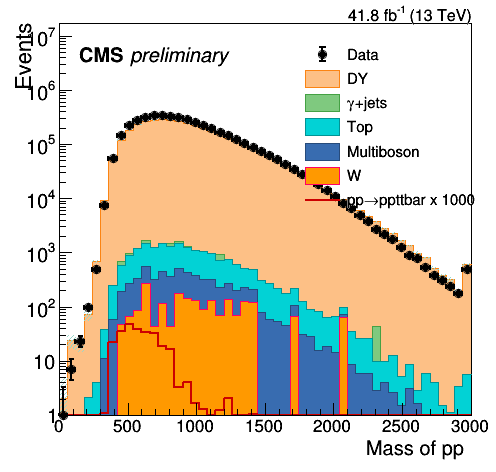 41.8 fb⁻¹ (13 TeV)
Events
CMS preliminary
Data
DY
γ+jets
Top
Multiboson
W
pp→ppttbar x 1000
10⁷
10⁶
10⁵
10⁴
10³
10²
10
1
0 500 1000 1500 2000 2500 3000
Mass of pp